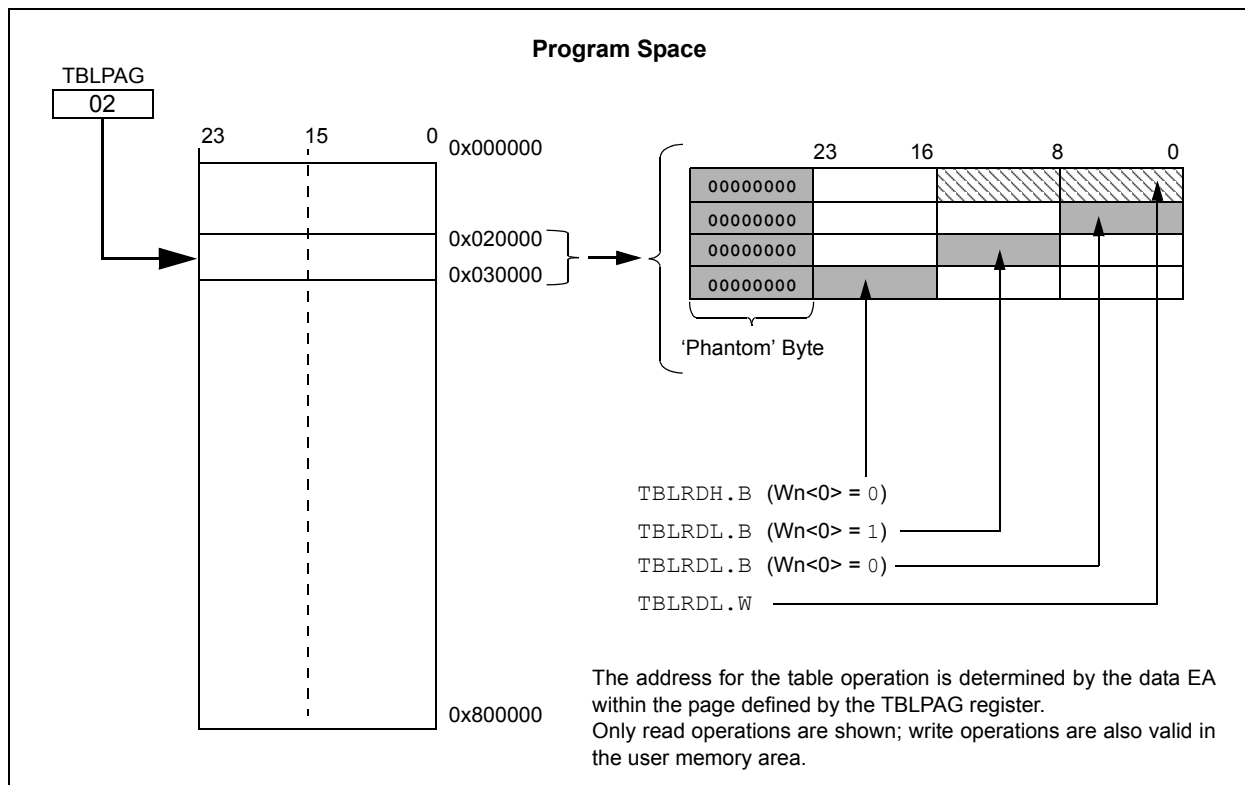 Program Space
TBLPAG
02
23 15 0
0x000000
0x020000
0x030000
0x800000
23 16 8 0
00000000
00000000
00000000
00000000
‘Phantom’ Byte
TBLRDH.B (Wn<0> = 0)
TBLRDL.B (Wn<0> = 1)
TBLRDL.B (Wn<0> = 0)
TBLRDL.W
The address for the table operation is determined by the data EA
within the page defined by the TBLPAG register.
Only read operations are shown; write operations are also valid in
the user memory area.